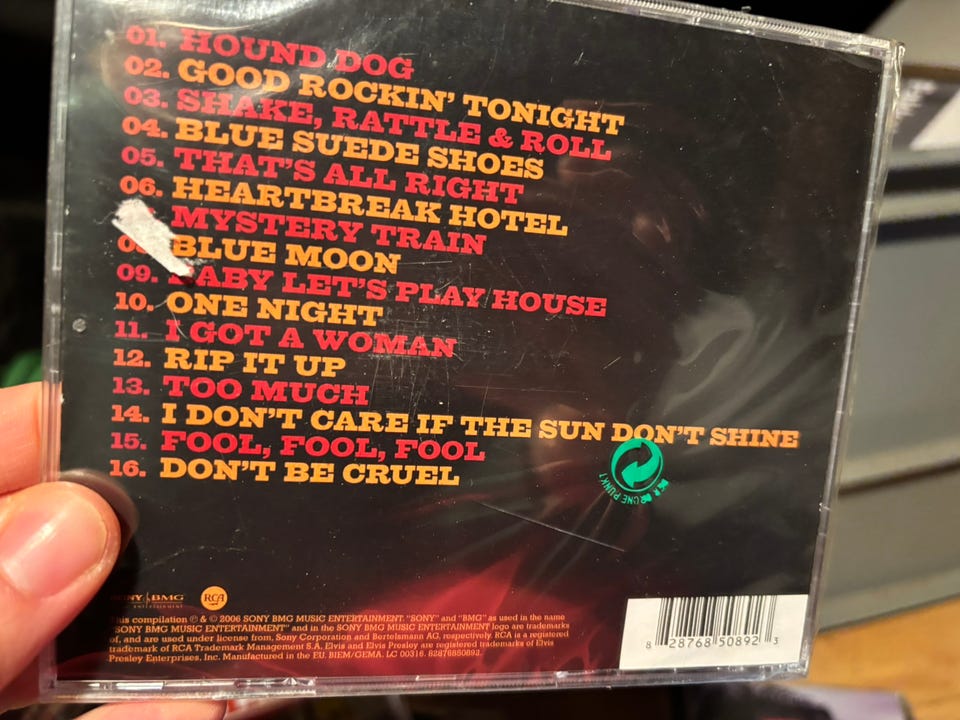 01. HOUND DOG
02. GOOD ROCKIN' TONIGHT
03. SHAKE, RATTLE & ROLL
04. BLUE SUEDE SHOES
05. THAT'S ALL RIGHT
06. HEARTBREAK HOTEL
MYSTERY TRAIN
BLUE MOON
09. BABY LET'S PLAY HOUSE
10. ONE NIGHT
11. I GOT A WOMAN
12. RIP IT UP
13. TOO MUCH
14. I DON'T CARE IF THE SUN DON'T SHINE
15. FOOL, FOOL, FOOL
16. DON'T BE CRUEL
DER GRÜNE PUNKT
SONY BMG RCA
This compilation ℗ & © 2006 SONY BMG MUSIC ENTERTAINMENT. "SONY" and "BMG" as used in the name
"SONY BMG MUSIC ENTERTAINMENT" and in the SONY BMG MUSIC ENTERTAINMENT logo are trademarks
of, and are used under license from, Sony Corporation and Bertelsmann AG, respectively. RCA is a registered
trademark of RCA Trademark Management S.A. Elvis and Elvis Presley are registered trademarks of Elvis
Presley Enterprises, Inc. Manufactured in the EU. BIEM/GEMA. LC 00316. 82876850892.
8 28768 50892 3